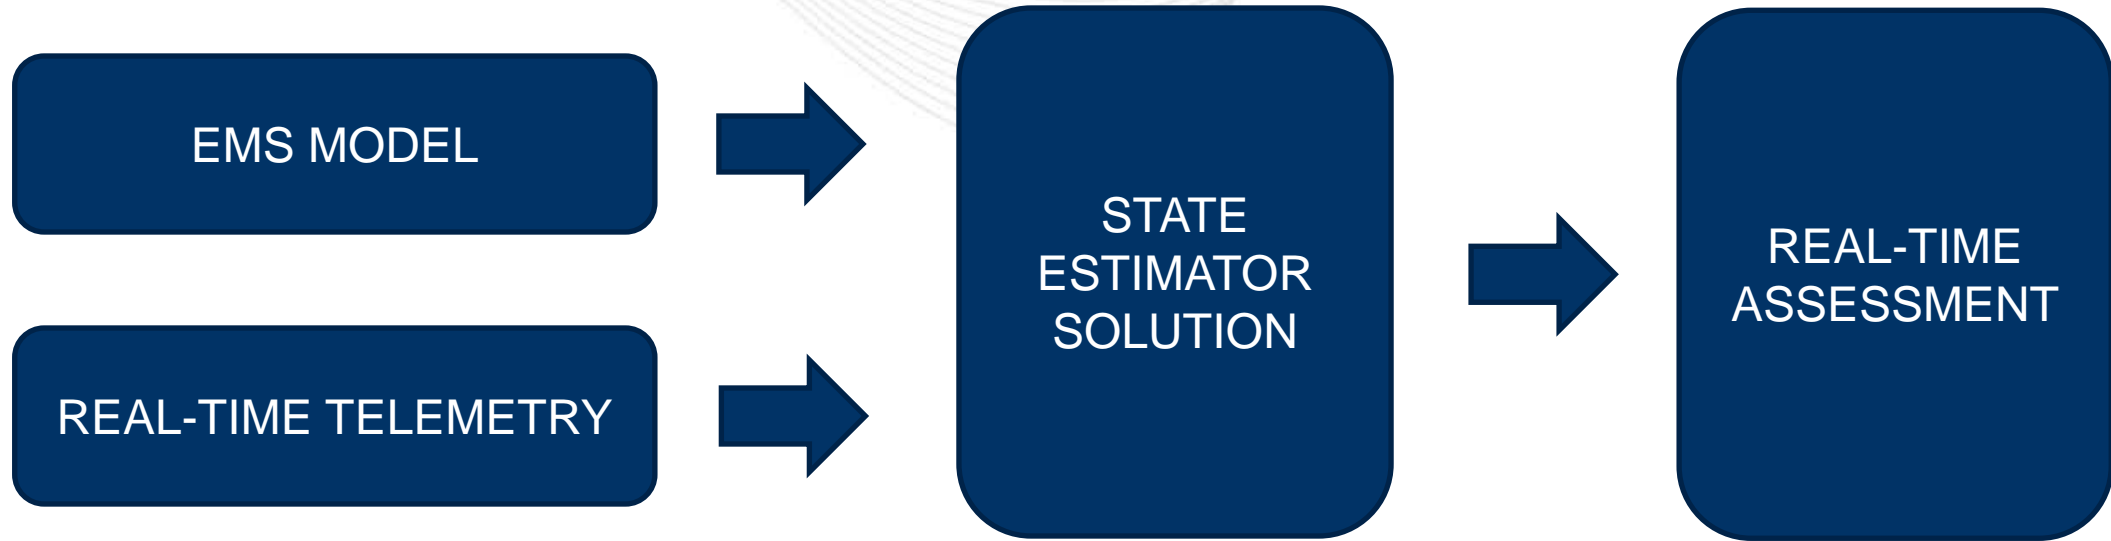 EMS MODEL
REAL-TIME TELEMETRY
STATE
ESTIMATOR
SOLUTION
REAL-TIME
ASSESSMENT